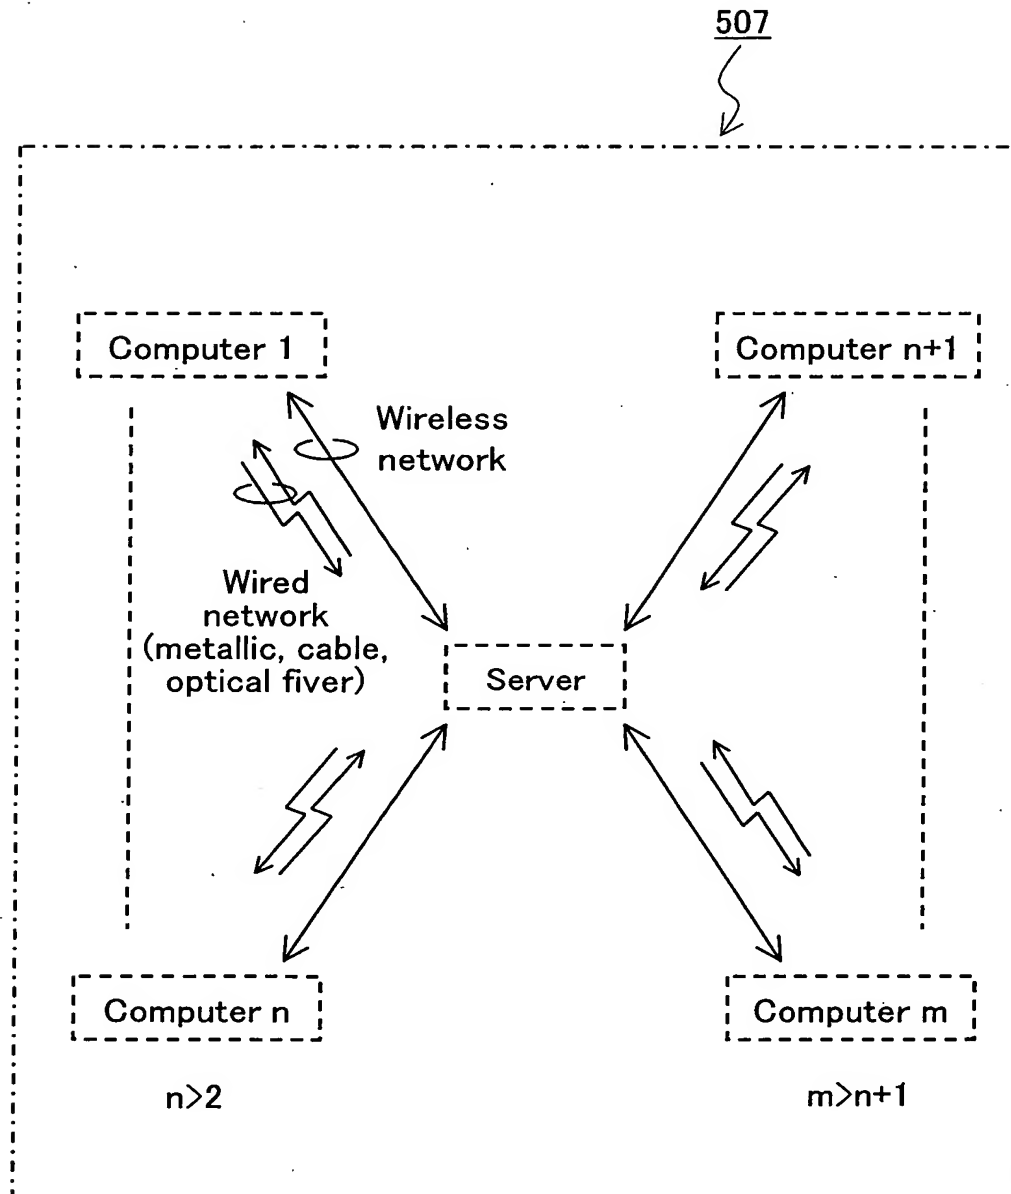 507
Computer 1
Computer n+1
Wireless
network
Wired
network
(metallic, cable,
optical fiver)
Server
Computer n
Computer m
n>2
m>n+1